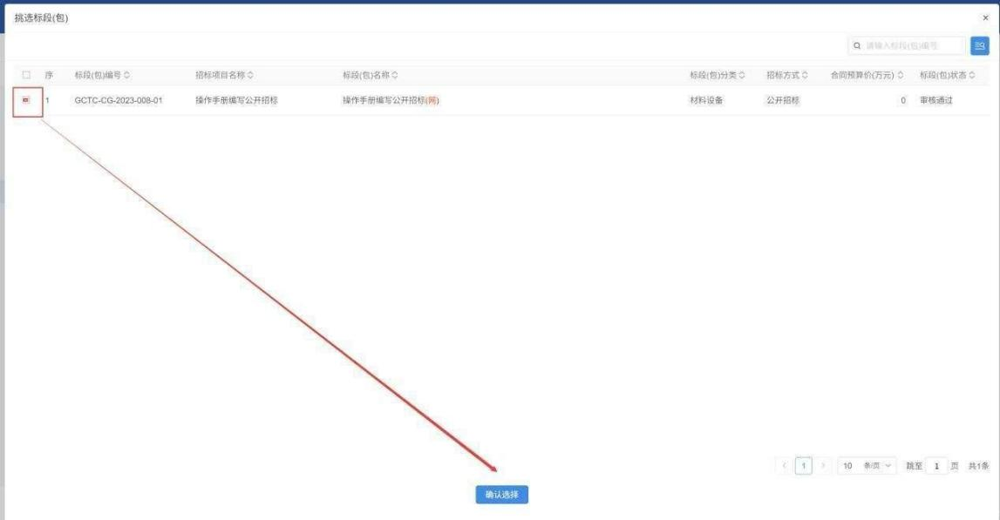 挑选标段(包)
请输入标段(包)编号
序 标段(包)编号 招标项目名称 标段(包)名称 标段(包)分类 招标方式 合同预算价(万元) 标段(包)状态
1 GCTC-CG-2023-008-01 操作手册编写公开招标 操作手册编写公开招标(网) 材料设备 公开招标 0 审核通过
1 10 条/页 跳至 1 页 共1条
确认选择